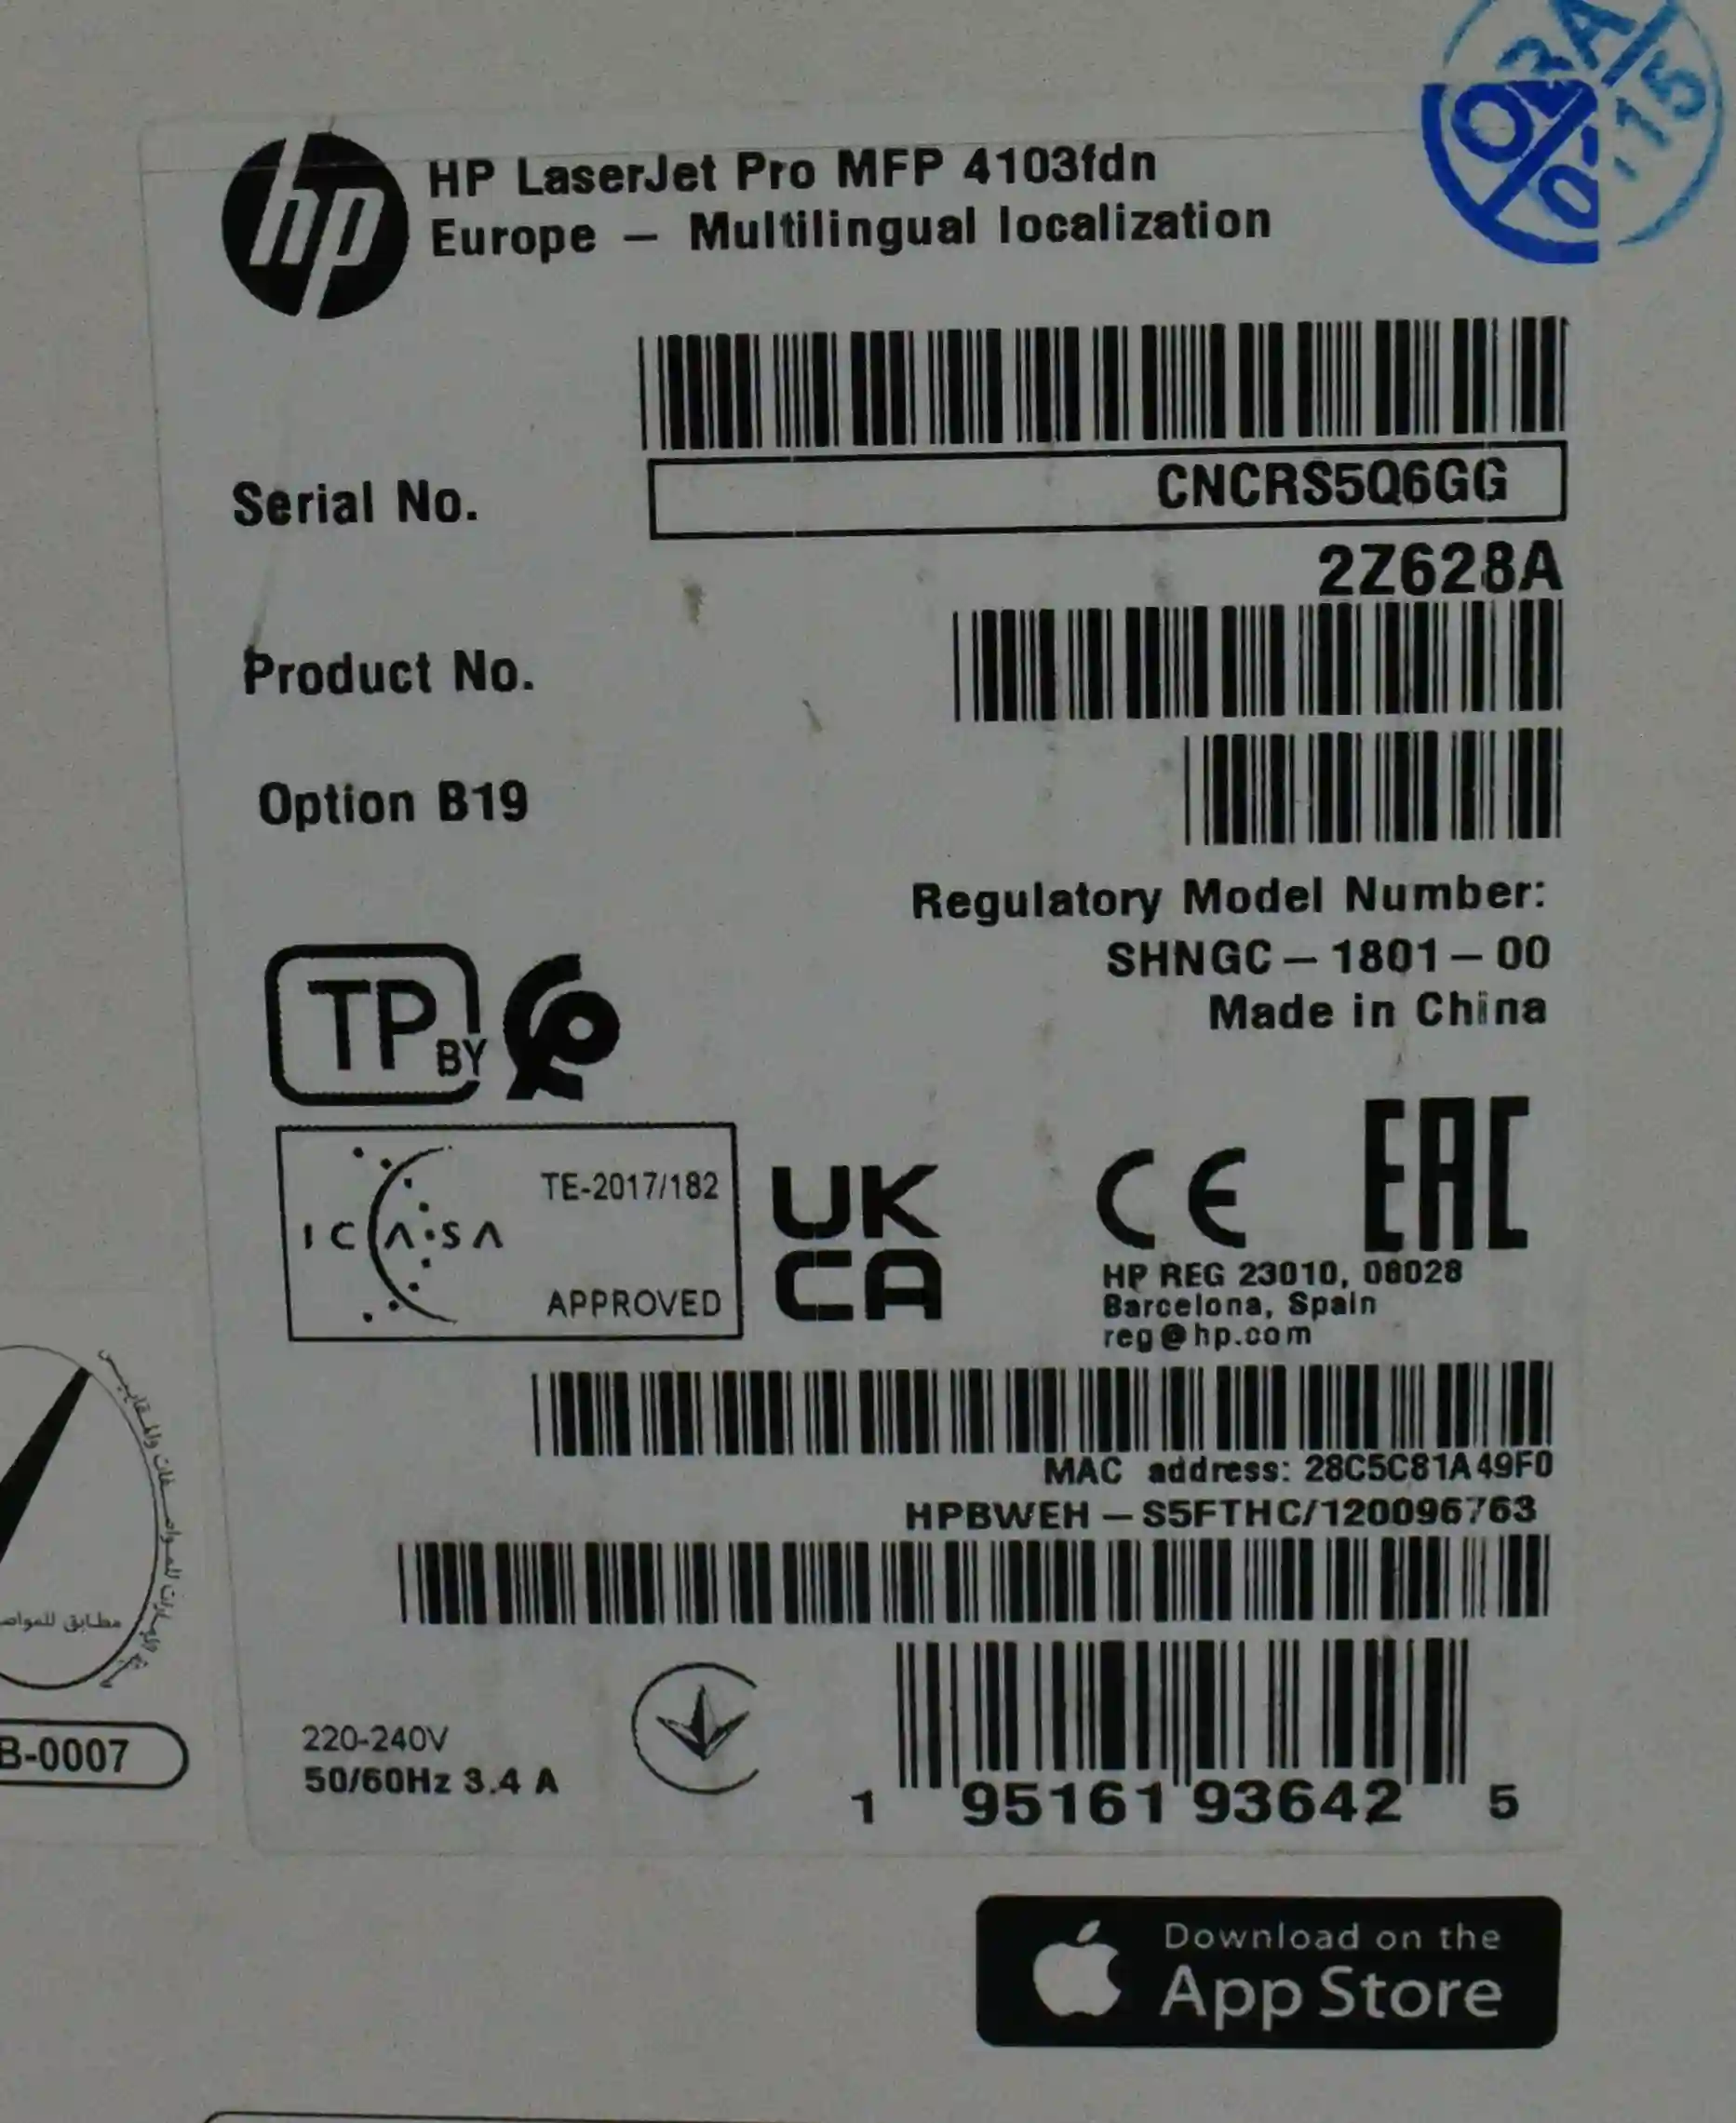 hp
HP LaserJet Pro MFP 4103fdn
Europe – Multilingual localization
Serial No.
CNCRS5Q6GG
2Z628A
Product No.
Option B19
Regulatory Model Number:
SHNGC – 1801 – 00
Made in China
TP BY
ICASA
TE-2017/182
APPROVED
UK
CA
CE
EAC
HP REG 23010, 08028
Barcelona, Spain
reg@hp.com
MAC address: 28C5C81A49F0
HPBWEH – S5FTHC/120096763
مطابق
B-0007
220-240V
50/60Hz 3.4 A
1 95161 93642 5
Download on the
App Store